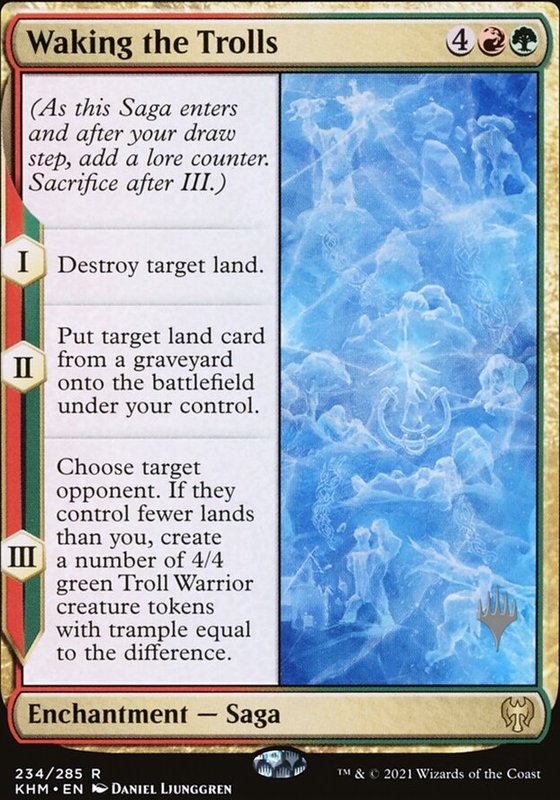 Waking the Trolls
4
(As this Saga enters
and after your draw
step, add a lore counter.
Sacrifice after III.)
I
Destroy target land.
II
Put target land card
from a graveyard
onto the battlefield
under your control.
III
Choose target
opponent. If they
control fewer lands
than you, create
a number of 4/4
green Troll Warrior
creature tokens
with trample equal
to the difference.
Enchantment — Saga
234/285 R
KHM • EN Daniel Ljunggren
™ & © 2021 Wizards of the Coast